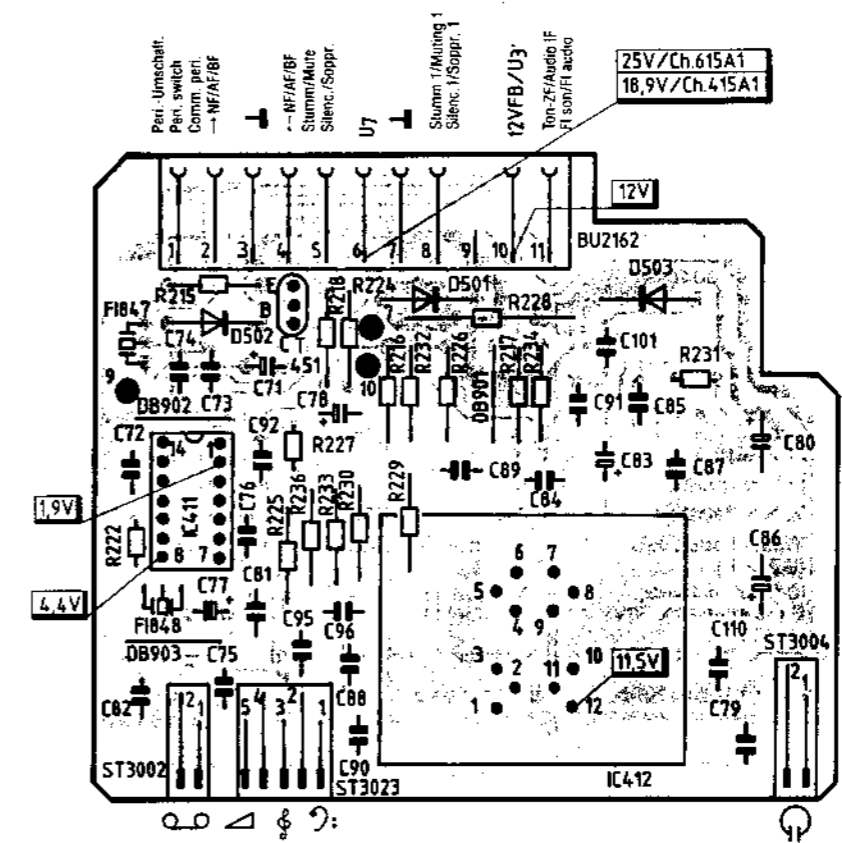 Peri.-Umschalt.
Peri. switch
Comm. peri.
→ NF/AF/BF
← NF/AF/BF
Stumm/Mute
Silenc./Soppr.
U7
Stumm 1/Muting 1
Silenc. 1/Soppr. 1
12VFB/U3'
Ton-ZF/Audio IF
FI son/FI audio
25V/Ch.615A1
18,9V/Ch.415A1
12V
1 2 3 4 5 6 7 8 9 10 11
BU2162
R215
E
B
C
T
451
R218
R224
D501
D503
R228
FI847
D502
C74
C71
7
10
R216
R232
R226
DB901
R217
R234
C101
R231
9
DB902
C73
C78
C91
C85
C72
C92
R227
C89
C83
C87
C80
14 1
IC411
8 7
1,9V
C76
R225
R236
R233
R230
R229
C84
R222
4,4V
C86
6 7
5 8
4 9
FI848
C77
C81
C95
C96
C110
ST3004
DB903
C75
3 2 11 10
11,5V
1 12
C82
C88
C79
2 1
5 4 3 2 1
2 1
C90
ST3002
ST3023
IC412